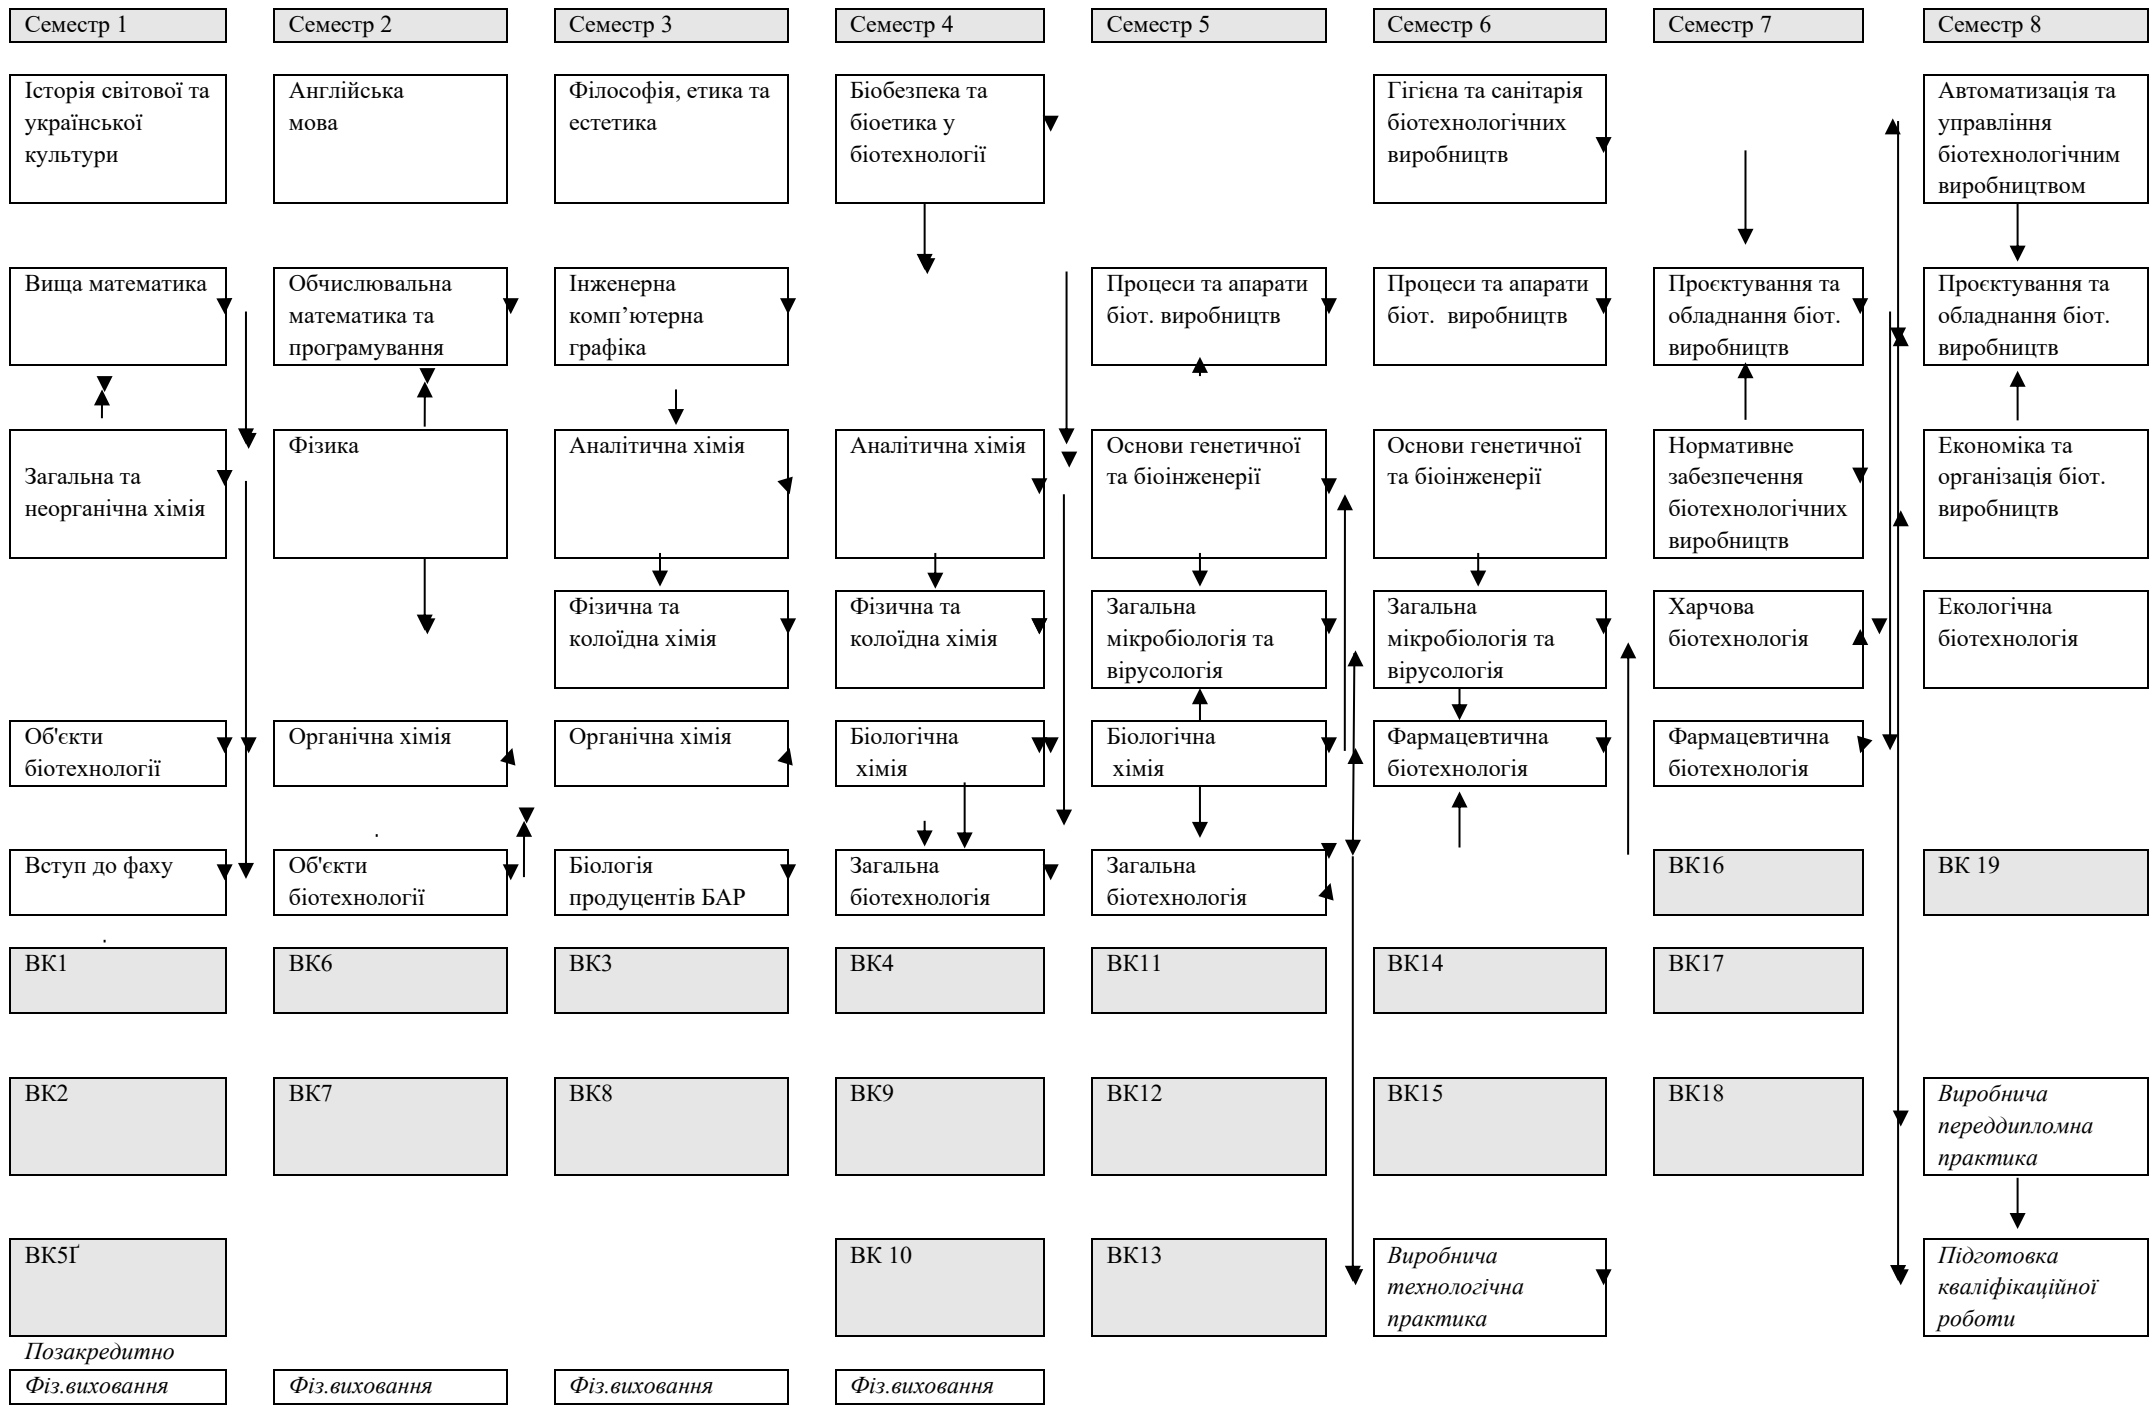 Семестр 1
Семестр 2
Семестр 3
Семестр 4
Семестр 5
Семестр 6
Семестр 7
Семестр 8
Історія світової та
української
культури
Англійська
мова
Філософія, етика та
естетика
Біобезпека та
біоетика у
біотехнології
Гігієна та санітарія
біотехнологічних
виробництв
Автоматизація та
управління
біотехнологічним
виробництвом
Вища математика
Обчислювальна
математика та
програмування
Інженерна
комп’ютерна
графіка
Процеси та апарати
біот. виробництв
Процеси та апарати
біот. виробництв
Проєктування та
обладнання біот.
виробництв
Проєктування та
обладнання біот.
виробництв
Загальна та
неорганічна хімія
Фізика
Аналітична хімія
Аналітична хімія
Основи генетичної
та біоінженерії
Основи генетичної
та біоінженерії
Нормативне
забезпечення
біотехнологічних
виробництв
Економіка та
організація біот.
виробництв
Фізична та
колоїдна хімія
Фізична та
колоїдна хімія
Загальна
мікробіологія та
вірусологія
Загальна
мікробіологія та
вірусологія
Харчова
біотехнологія
Екологічна
біотехнологія
Об'єкти
біотехнології
Органічна хімія
Органічна хімія
Біологічна
хімія
Біологічна
хімія
Фармацевтична
біотехнологія
Фармацевтична
біотехнологія
Вступ до фаху
Об'єкти
біотехнології
Біологія
продуцентів БАР
Загальна
біотехнологія
Загальна
біотехнологія
ВК16
ВК 19
ВК1
ВК6
ВК3
ВК4
ВК11
ВК14
ВК17
ВК2
ВК7
ВК8
ВК9
ВК12
ВК15
ВК18
Виробнича
переддипломна
практика
ВК5Ґ
ВК 10
ВК13
Виробнича
технологічна
практика
Підготовка
кваліфікаційної
роботи
Позакредитно
Фіз.виховання
Фіз.виховання
Фіз.виховання
Фіз.виховання